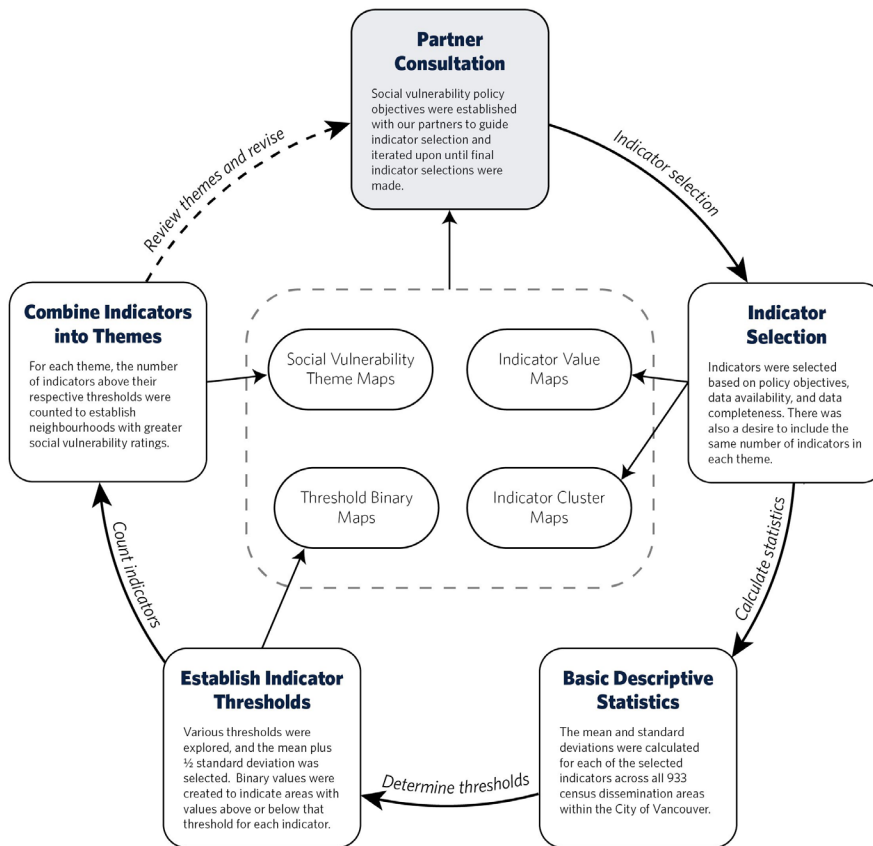 Partner
Consultation
Social vulnerability policy
objectives were established
with our partners to guide
indicator selection and
iterated upon until final
indicator selections were
made.
Review themes and revise
Indicator selection
Combine Indicators
into Themes
For each theme, the number
of indicators above their
respective thresholds were
counted to establish
neighbourhoods with greater
social vulnerability ratings.
Social Vulnerability
Theme Maps
Indicator Value
Maps
Indicator
Selection
Indicators were selected
based on policy objectives,
data availability, and data
completeness. There was
also a desire to include the
same number of indicators in
each theme.
Threshold Binary
Maps
Indicator Cluster
Maps
Count indicators
Calculate statistics
Establish Indicator
Thresholds
Various thresholds were
explored, and the mean plus
½ standard deviation was
selected. Binary values were
created to indicate areas with
values above or below that
threshold for each indicator.
Determine thresholds
Basic Descriptive
Statistics
The mean and standard
deviations were calculated
for each of the selected
indicators across all 933
census dissemination areas
within the City of Vancouver.